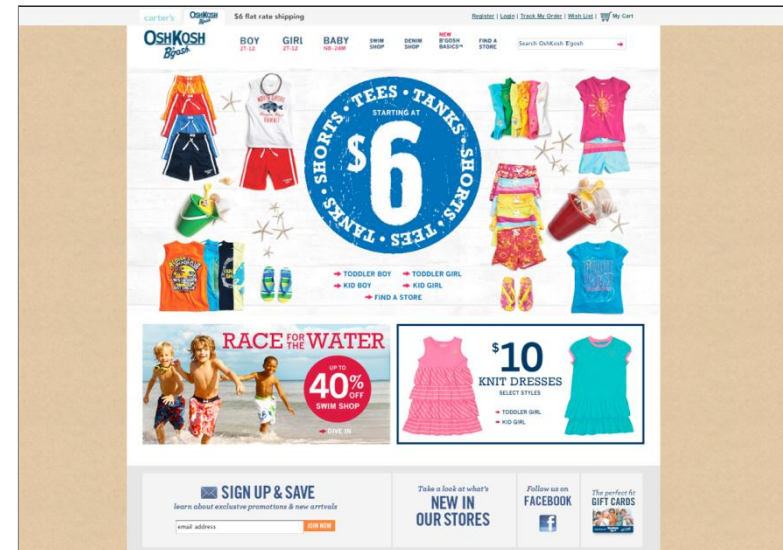 carter's OshKosh B'gosh $6 flat rate shipping Register | Login | Track My Order | Wish List | My Cart
OSHKOSH
B'gosh
BOY
2T-12
GIRL
2T-12
BABY
NB-24M
SWIM
SHOP
DENIM
SHOP
NEW
B'GOSH
BASICS™
FIND A
STORE
Search OshKosh B'gosh
SHORTS • TEES • TANKS • SHORTS • TEES • TANKS •
STARTING AT
$6
TODDLER BOY TODDLER GIRL
KID BOY KID GIRL
FIND A STORE
RACE FOR THE WATER
UP TO
40% OFF
SWIM SHOP
DIVE IN
$10
KNIT DRESSES
SELECT STYLES
TODDLER GIRL
KID GIRL
SIGN UP & SAVE
learn about exclusive promotions & new arrivals
email address JOIN NOW
Take a look at what's
NEW IN
OUR STORES
Follow us on
FACEBOOK
f
The perfect fit
GIFT CARDS